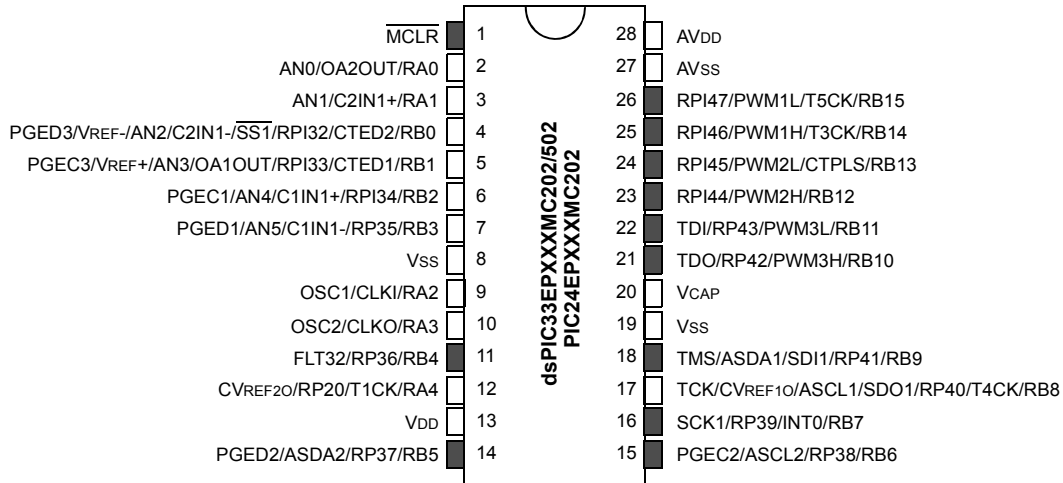 MCLR 1 28 AVDD
AN0/OA2OUT/RA0 2 27 AVSS
AN1/C2IN1+/RA1 3 26 RPI47/PWM1L/T5CK/RB15
PGED3/VREF-/AN2/C2IN1-/SS1/RPI32/CTED2/RB0 4 25 RPI46/PWM1H/T3CK/RB14
PGEC3/VREF+/AN3/OA1OUT/RPI33/CTED1/RB1 5 24 RPI45/PWM2L/CTPLS/RB13
PGEC1/AN4/C1IN1+/RPI34/RB2 6 23 RPI44/PWM2H/RB12
PGED1/AN5/C1IN1-/RP35/RB3 7 22 TDI/RP43/PWM3L/RB11
VSS 8 21 TDO/RP42/PWM3H/RB10
OSC1/CLKI/RA2 9 20 VCAP
OSC2/CLKO/RA3 10 19 VSS
FLT32/RP36/RB4 11 18 TMS/ASDA1/SDI1/RP41/RB9
CVREF2O/RP20/T1CK/RA4 12 17 TCK/CVREF1O/ASCL1/SDO1/RP40/T4CK/RB8
VDD 13 16 SCK1/RP39/INT0/RB7
PGED2/ASDA2/RP37/RB5 14 15 PGEC2/ASCL2/RP38/RB6
dsPIC33EPXXXMC202/502
PIC24EPXXXMC202